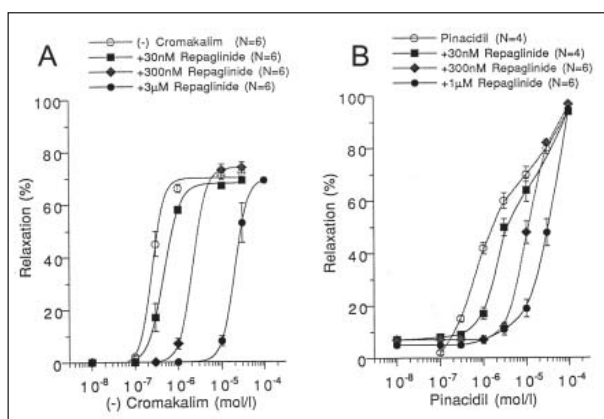 A
(-) Cromakalim (N=6)
+30nM Repaglinide (N=6)
+300nM Repaglinide (N=6)
+3µM Repaglinide (N=6)
Relaxation (%)
100
80
60
40
20
0
10⁻⁸ 10⁻⁷ 10⁻⁶ 10⁻⁵ 10⁻⁴
(-) Cromakalim (mol/l)
B
Pinacidil (N=4)
+30nM Repaglinide (N=4)
+300nM Repaglinide (N=6)
+1µM Repaglinide (N=6)
Relaxation (%)
100
80
60
40
20
0
10⁻⁸ 10⁻⁷ 10⁻⁶ 10⁻⁵ 10⁻⁴
Pinacidil (mol/l)